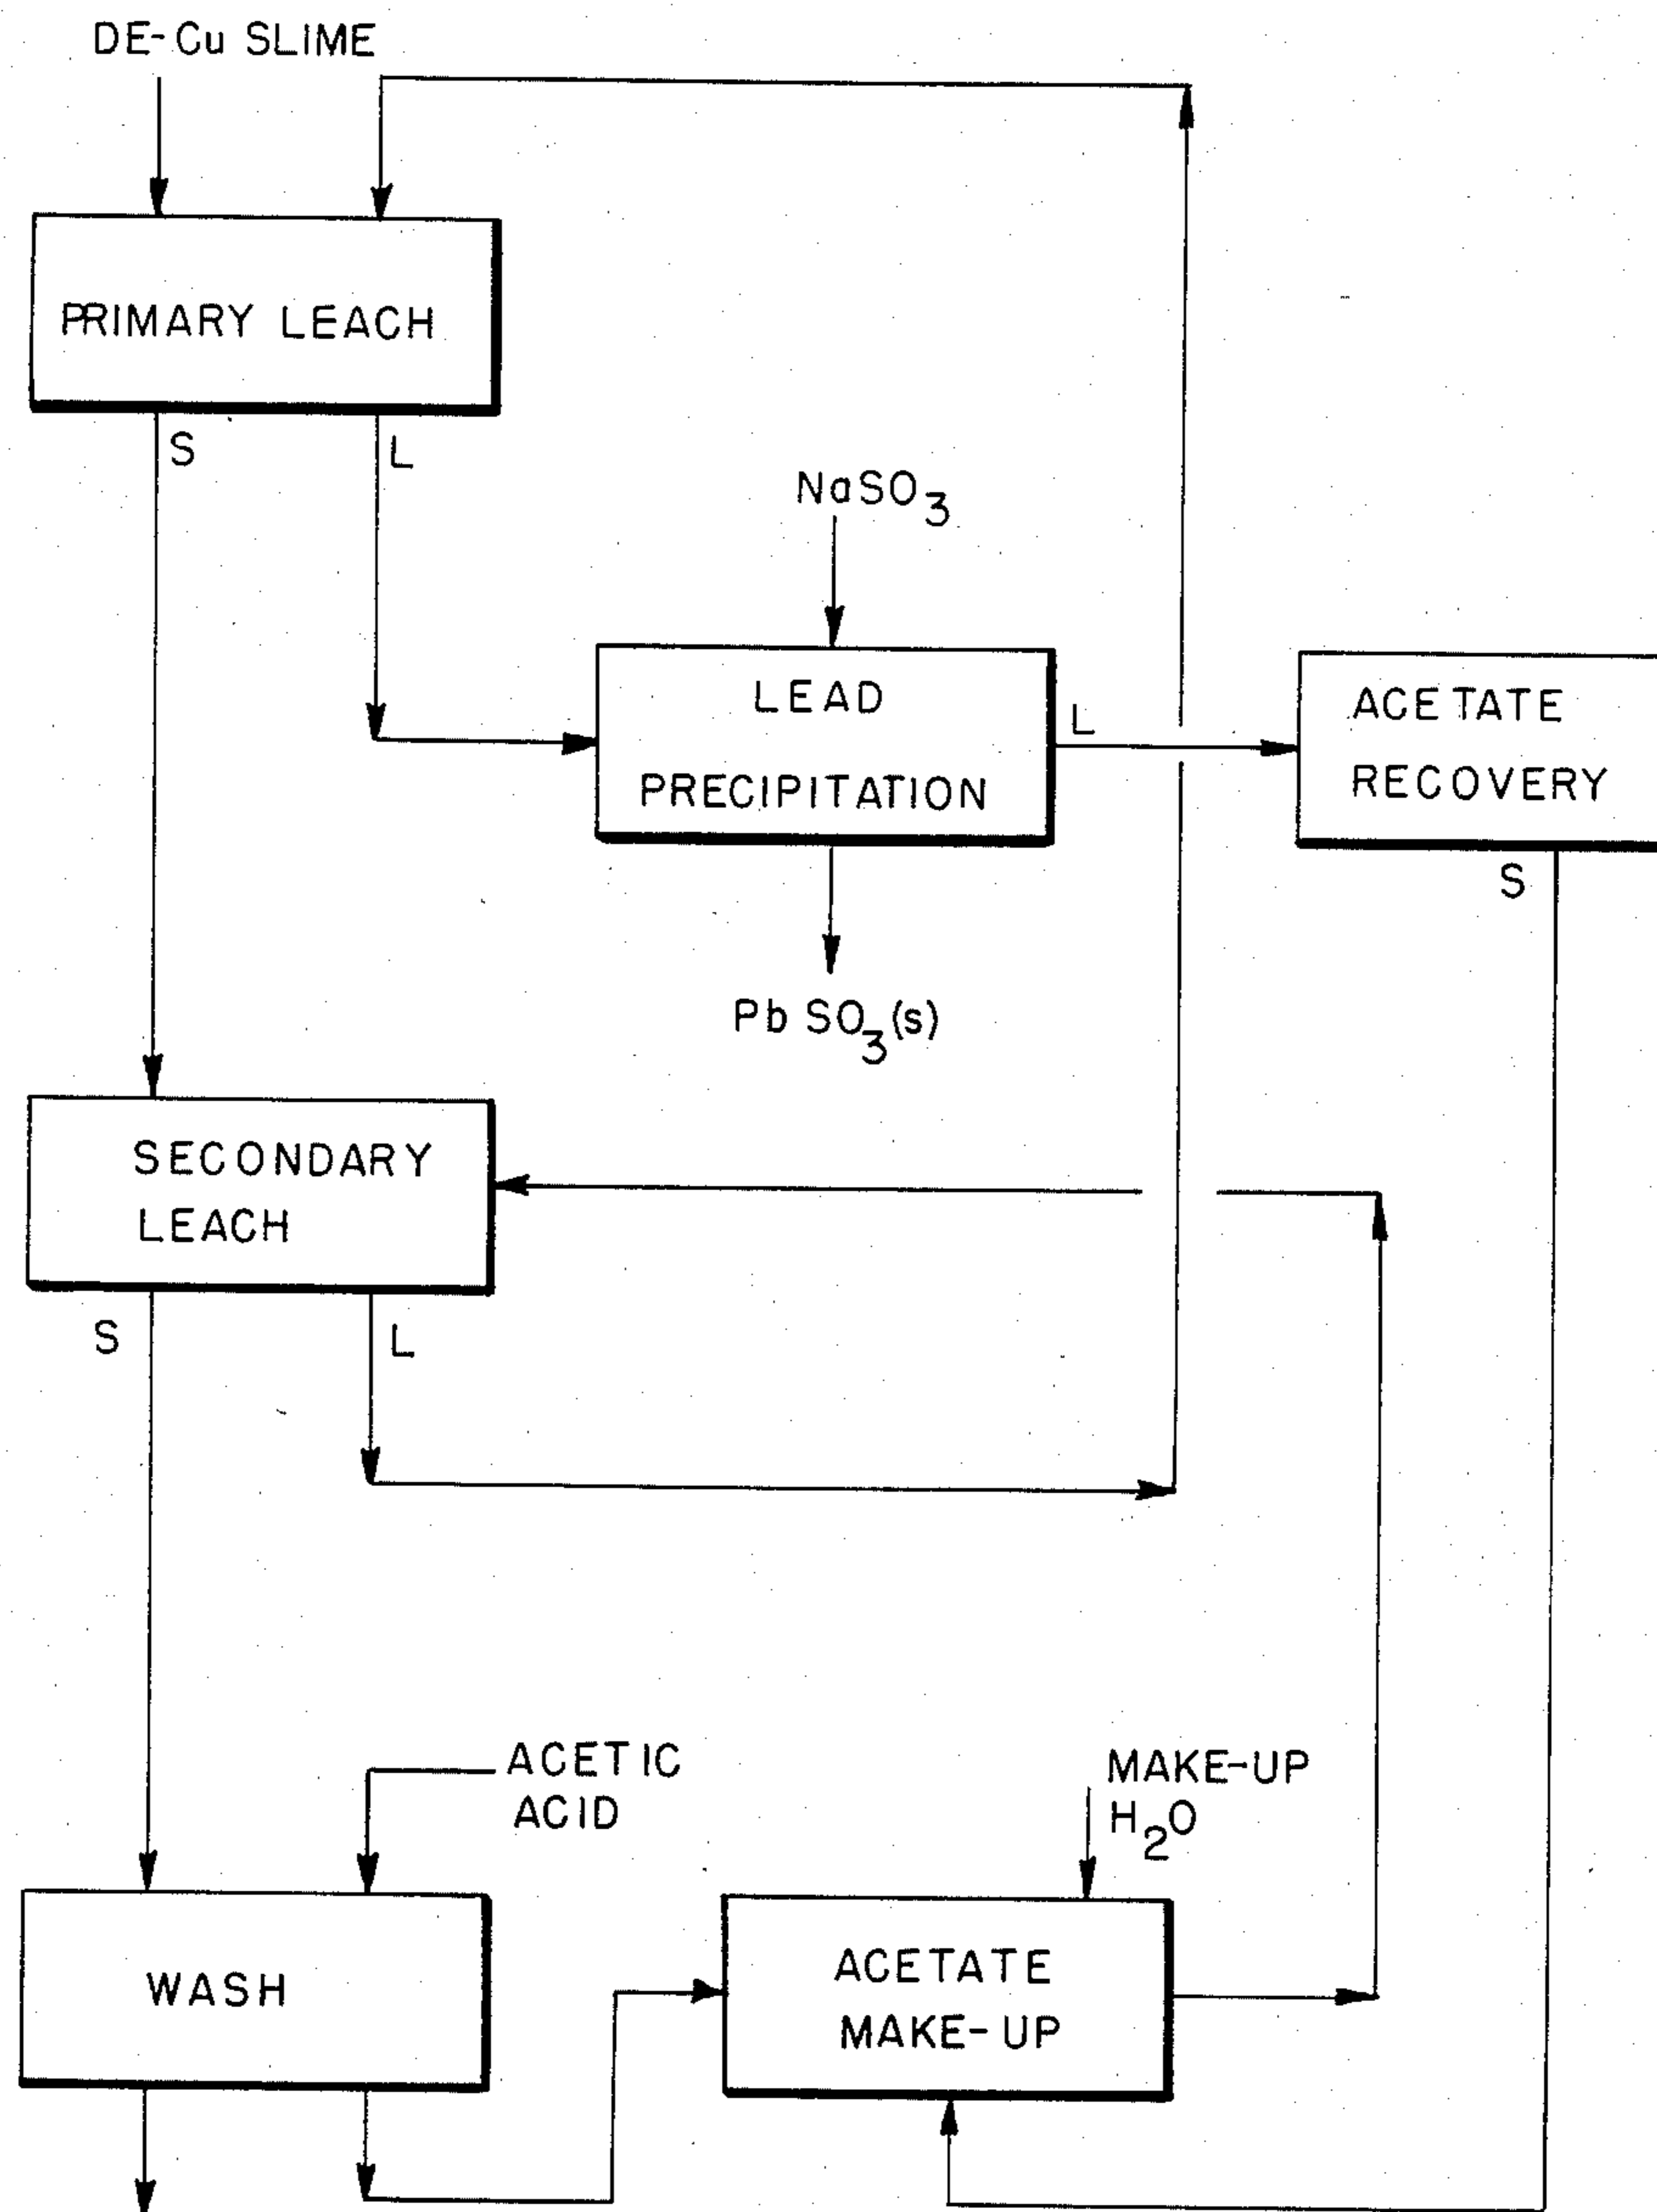 DE-Cu SLIME
PRIMARY LEACH
S
L
NaSO3
LEAD
PRECIPITATION
L
ACETATE
RECOVERY
S
PbSO3(s)
SECONDARY
LEACH
S
L
ACETIC
ACID
MAKE-UP
H2O
WASH
ACETATE
MAKE-UP